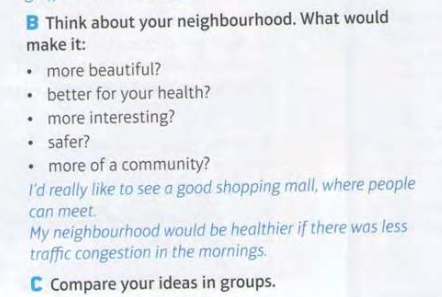 B Think about your neighbourhood. What would
make it:
• more beautiful?
• better for your health?
• more interesting?
• safer?
• more of a community?
I'd really like to see a good shopping mall, where people
can meet.
My neighbourhood would be healthier if there was less
traffic congestion in the mornings.
C Compare your ideas in groups.